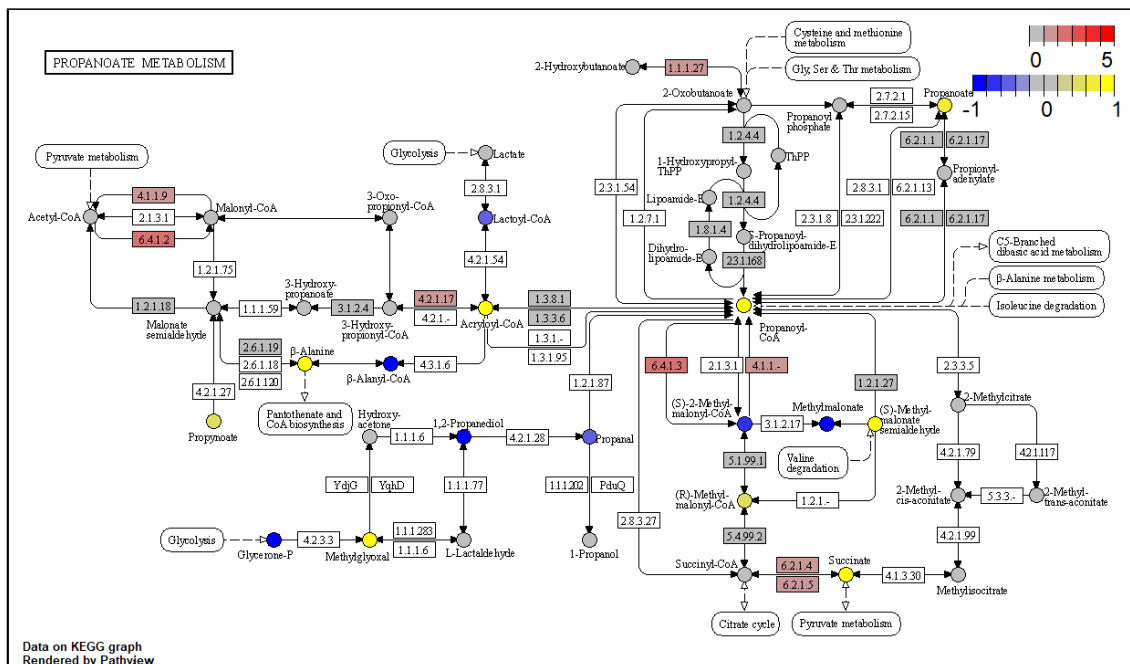 PROPANOATE METABOLISM
Cysteine and methionine
metabolism
Gly, Ser & Thr metabolism
0 5
-1 0 1
2-Hydroxybutanoate
1.1.1.27
2-Oxobutanoate
2.7.2.1
2.7.2.15
Propanoyl
phosphate
Propanoate
Pyruvate metabolism
Glycolysis
Lactate
1.2.4.4
ThPP
1-Hydroxypropyl-
ThPP
6.2.1.1
6.2.1.17
Propionyl-
adenylate
4.1.1.9
2.1.3.1
6.4.1.2
Acetyl-CoA
Malonyl-CoA
3-Oxo-
propionyl-CoA
2.8.3.1
Lactoyl-CoA
2.3.1.54
1.2.7.1
Lipoamide-E
1.2.4.4
1.8.1.4
5-Propanoyl-
dihydrolipoamide-E
Dihydro-
lipoamide-E
2.3.1.168
2.3.1.8
2.3.1.222
2.8.3.1
6.2.1.13
6.2.1.1
6.2.1.17
C5-Branched
dibasic acid metabolism
β-Alanine metabolism
Isoleucine degradation
1.2.1.75
4.2.1.54
1.2.1.18
Malonate
semialdehyde
1.1.1.59
3-Hydroxy-
propanoate
3.1.2.4
3-Hydroxy-
propionyl-CoA
4.2.1.17
4.2.1.-
Acryloyl-CoA
1.3.8.1
1.3.3.6
1.3.1.-
1.3.1.95
Propanoyl-
CoA
2.6.1.19
2.6.1.18
2.6.1.120
β-Alanine
4.3.1.6
β-Alanyl-CoA
1.2.1.87
6.4.1.3
2.1.3.1
4.1.1.-
1.2.1.27
2.3.3.5
4.2.1.27
Propynoate
Pantothenate and
CoA biosynthesis
Hydroxy-
acetone
1.1.1.6
1,2-Propanediol
4.2.1.28
Propanal
(S)-2-Methyl-
malonyl-CoA
3.1.2.17
Methylmalonate
(S)-Methyl-
malonate
semialdehyde
2-Methylcitrate
Valine
degradation
5.1.99.1
4.2.1.79
4.2.1.117
YdjG
YqhD
1.1.1.77
1.1.1.202
PduQ
(R)-Methyl-
malonyl-CoA
1.2.1.-
2-Methyl-
cis-aconitate
5.3.3.-
2-Methyl-
trans-aconitate
2.8.3.27
5.4.99.2
4.2.1.99
Glycolysis
Glycerone-P
4.2.3.3
Methylglyoxal
1.1.1.283
1.1.1.6
L-Lactaldehyde
1-Propanol
Succinyl-CoA
6.2.1.4
6.2.1.5
Succinate
4.1.3.30
Methylisocitrate
Citrate cycle
Pyruvate metabolism
Data on KEGG graph
Rendered by Pathview